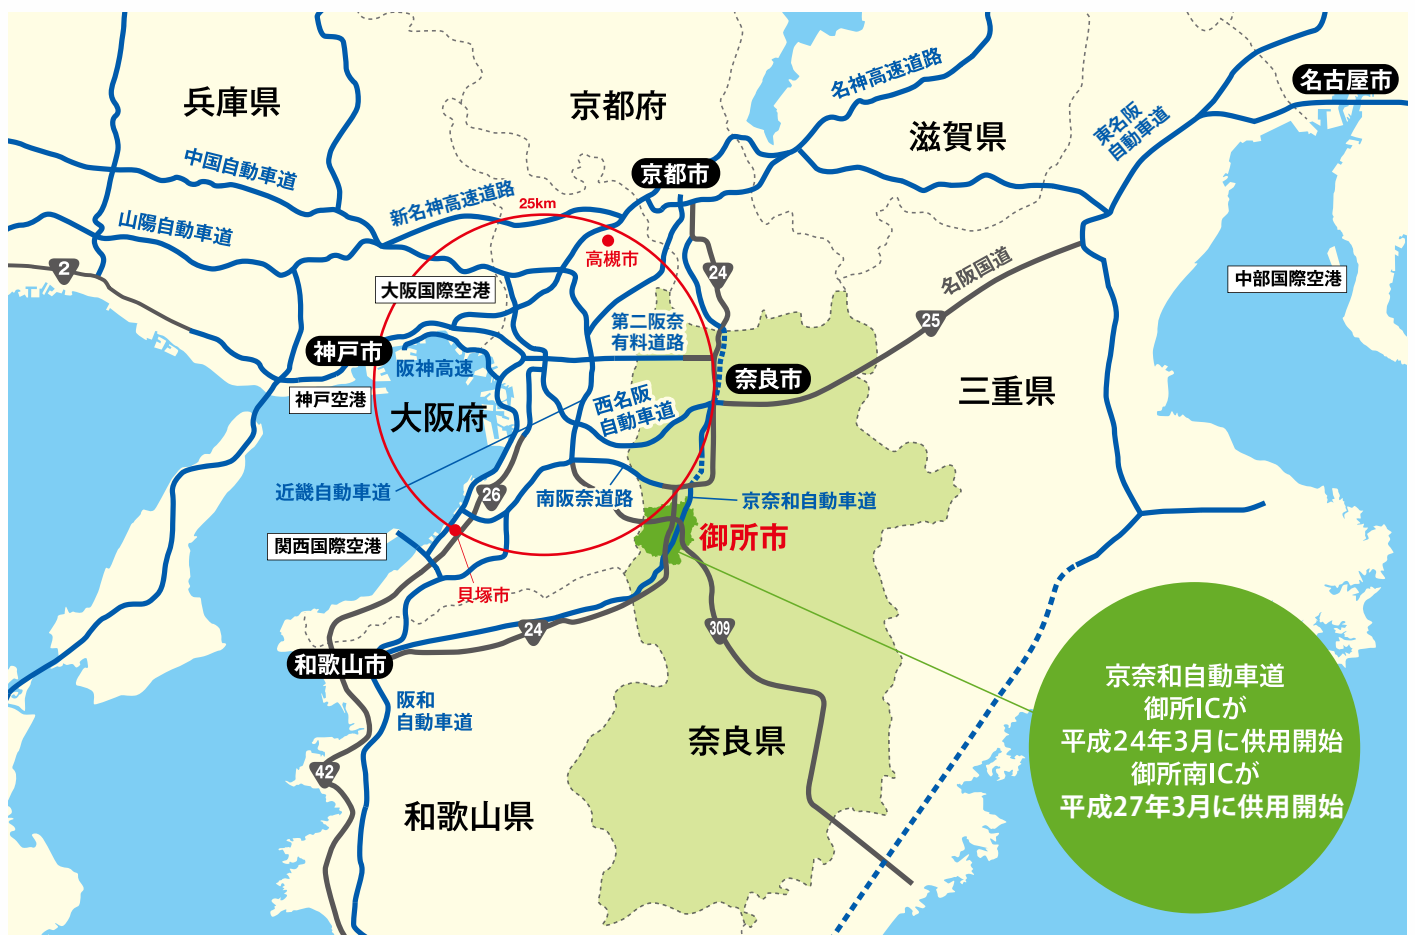 名神高速道路
名古屋市
兵庫県
京都府
滋賀県
東名阪
自動車道
中国自動車道
京都市
新名神高速道路
25km
山陽自動車道
高槻市
名阪国道
2
24
大阪国際空港
中部国際空港
第二阪奈
有料道路
25
神戸市
阪神高速
奈良市
神戸空港
大阪府
西名阪
自動車道
三重県
近畿自動車道
26
南阪奈道路
京奈和自動車道
御所市
関西国際空港
貝塚市
24
309
和歌山市
阪和
自動車道
京奈和自動車道
御所ICが
平成24年3月に供用開始
御所南ICが
平成27年3月に供用開始
奈良県
42
和歌山県